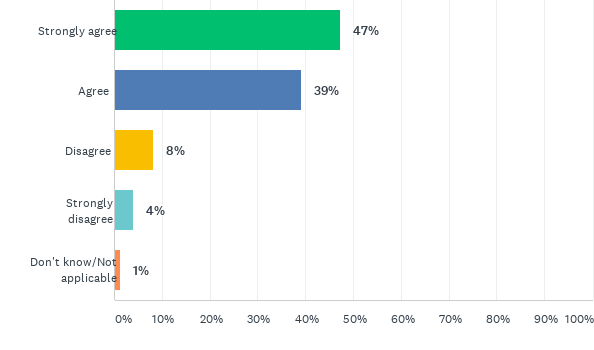 Strongly agree 47%
Agree 39%
Disagree 8%
Strongly
disagree 4%
Don't know/Not
applicable 1%
0% 10% 20% 30% 40% 50% 60% 70% 80% 90% 100%